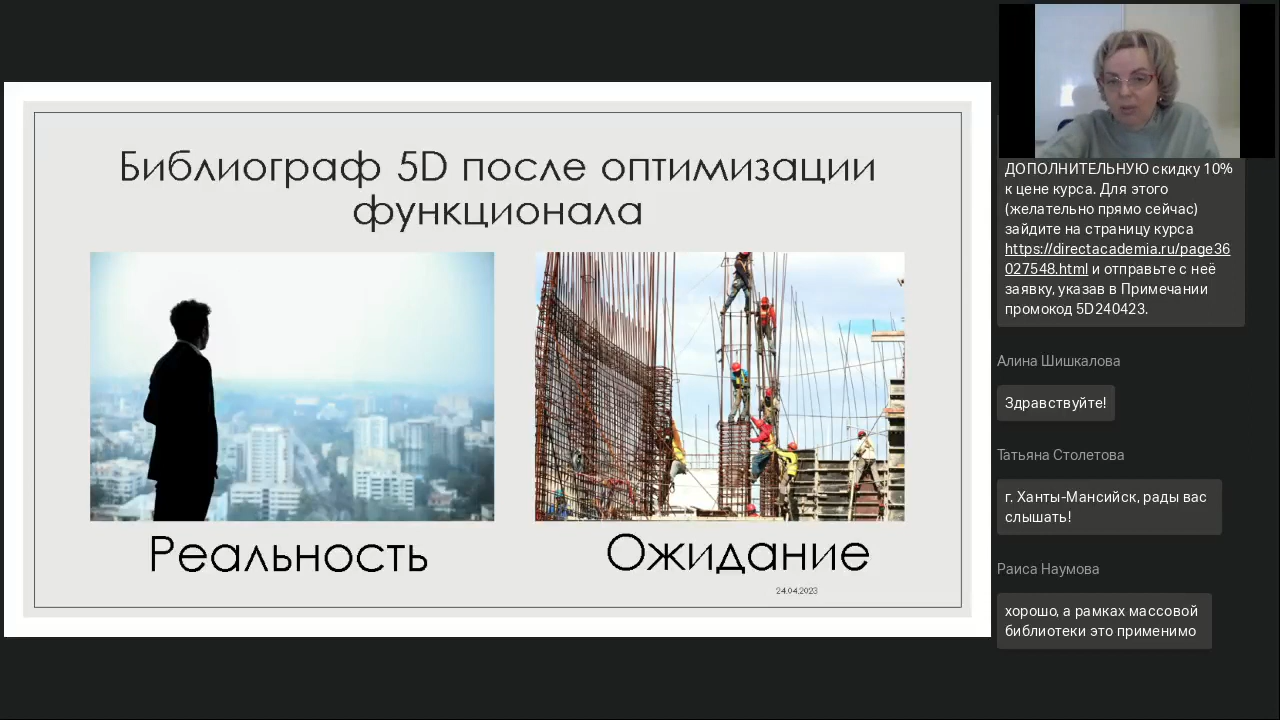 Библиограф 5D после оптимизации
функционала
Реальность
Ожидание
24.04.2023
ДОПОЛНИТЕЛЬНУЮ скидку 10%
к цене курса. Для этого
(желательно прямо сейчас)
зайдите на страницу курса
https://directacademia.ru/page36
027548.html и отправьте с неё
заявку, указав в Примечании
промокод 5D240423.
Алина Шишкалова
Здравствуйте!
Татьяна Столетова
г. Ханты-Мансийск, рады вас
слышать!
Раиса Наумова
хорошо, а рамках массовой
библиотеки это применимо